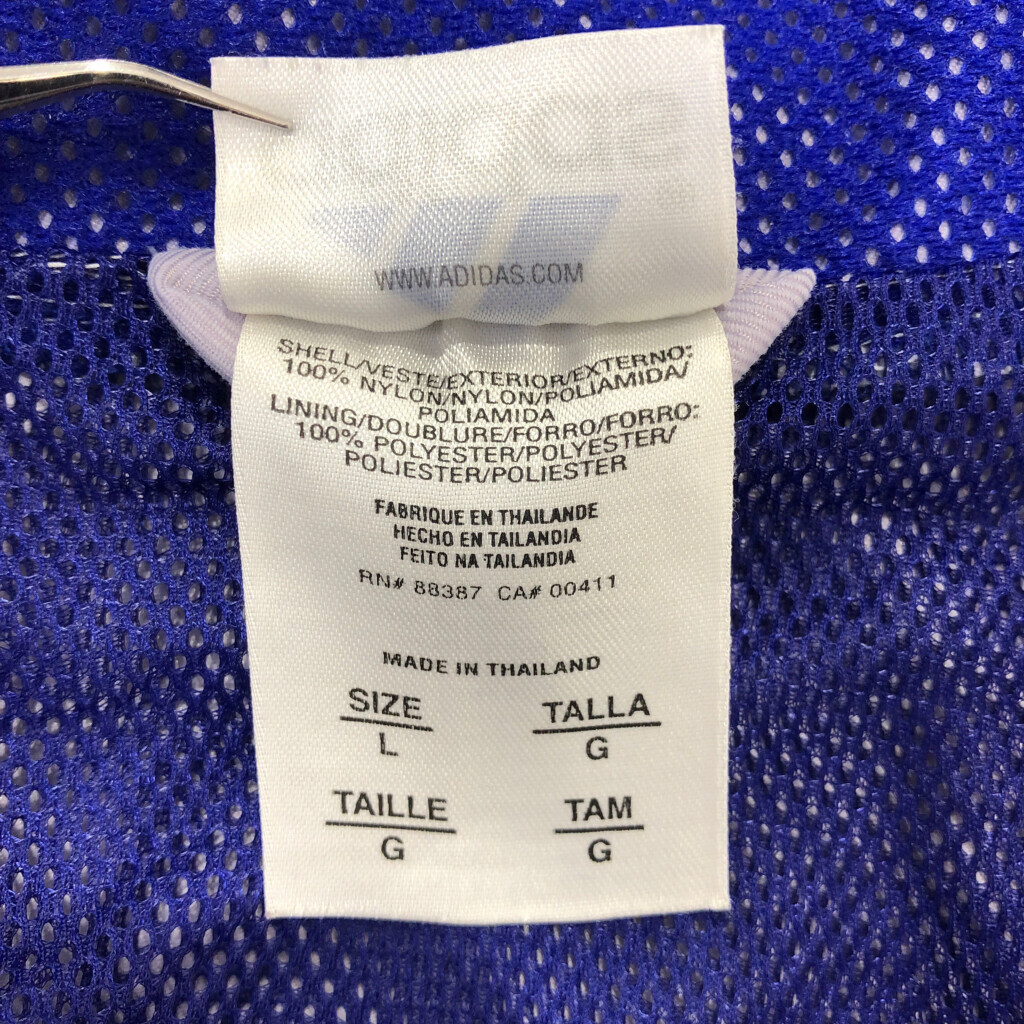 WWW.ADIDAS.COM
SHELL/VESTE/EXTERIOR/EXTERNO:
100% NYLON/NYLON/POLIAMIDA/
POLIAMIDA
LINING/DOUBLURE/FORRO/FORRO:
100% POLYESTER/POLYESTER/
POLIESTER/POLIESTER
FABRIQUE EN THAILANDE
HECHO EN TAILANDIA
FEITO NA TAILANDIA
RN# 88387 CA# 00411
MADE IN THAILAND
SIZE TALLA
L G
TAILLE TAM
G G